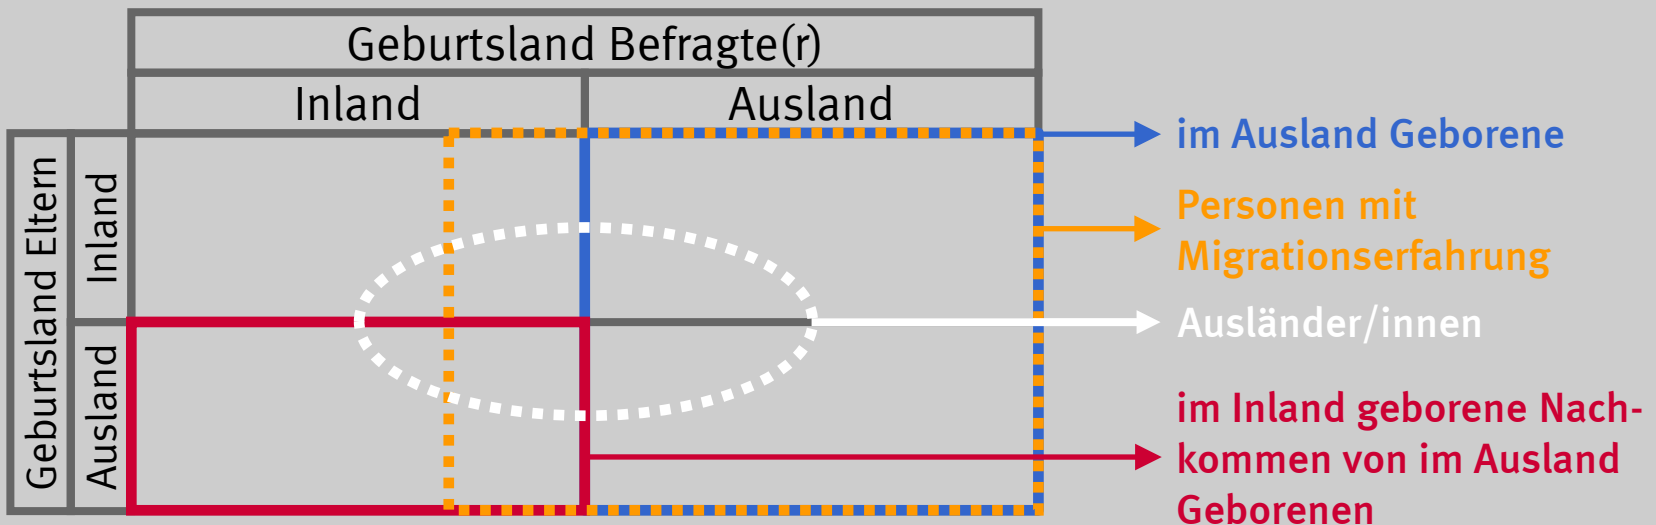 Geburtsland Befragte(r)
Inland
Ausland
Geburtsland Eltern
Inland
Ausland
im Ausland Geborene
Personen mit
Migrationserfahrung
Ausländer/innen
im Inland geborene Nach-
kommen von im Ausland
Geborenen